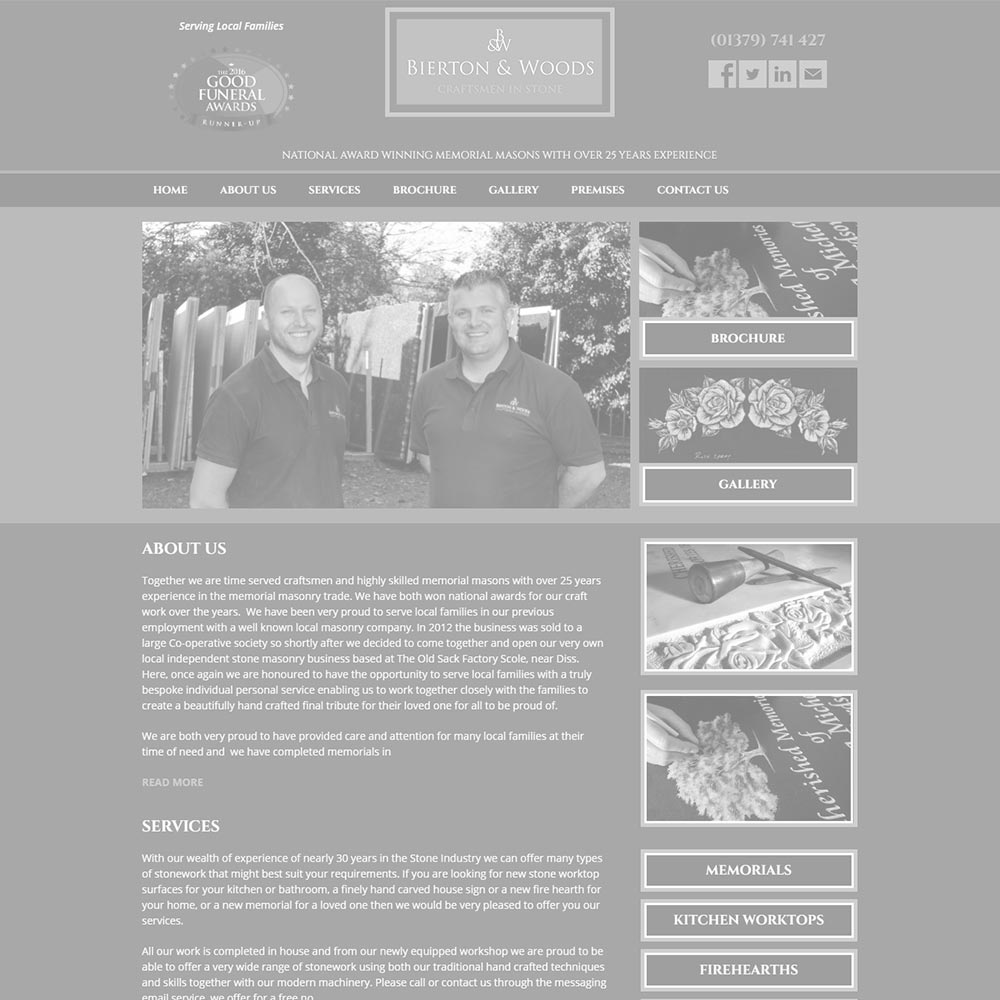 Serving Local Families
THE 2016
GOOD
FUNERAL
AWARDS
RUNNER-UP
B&W
BIERTON & WOODS
CRAFTSMEN IN STONE
(01379) 741 427
NATIONAL AWARD WINNING MEMORIAL MASONS WITH OVER 25 YEARS EXPERIENCE
HOME ABOUT US SERVICES BROCHURE GALLERY PREMISES CONTACT US
BROCHURE
GALLERY
ABOUT US
Together we are time served craftsmen and highly skilled memorial masons with over 25 years
experience in the memorial masonry trade. We have both won national awards for our craft
work over the years. We have been very proud to serve local families in our previous
employment with a well known local masonry company. In 2012 the business was sold to a
large Co-operative society so shortly after we decided to come together and open our very own
local independent stone masonry business based at The Old Sack Factory Scole, near Diss.
Here, once again we are honoured to have the opportunity to serve local families with a truly
bespoke individual personal service enabling us to work together closely with the families to
create a beautifully hand crafted final tribute for their loved one for all to be proud of.
We are both very proud to have provided care and attention for many local families at their
time of need and we have completed memorials in
READ MORE
SERVICES
With our wealth of experience of nearly 30 years in the Stone Industry we can offer many types
of stonework that might best suit your requirements. If you are looking for new stone worktop
surfaces for your kitchen or bathroom, a finely hand carved house sign or a new fire hearth for
your home, or a new memorial for a loved one then we would be very pleased to offer you our
services.
All our work is completed in house and from our newly equipped workshop we are proud to be
able to offer a very wide range of stonework using both our traditional hand crafted techniques
and skills together with our modern machinery. Please call or contact us through the messaging
email service, we offer for a free no
herished Memories
of
MEMORIALS
KITCHEN WORKTOPS
FIREHEARTHS